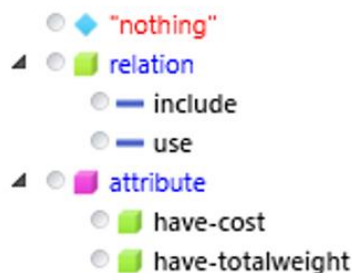 "nothing"
relation
include
use
attribute
have-cost
have-totalweight